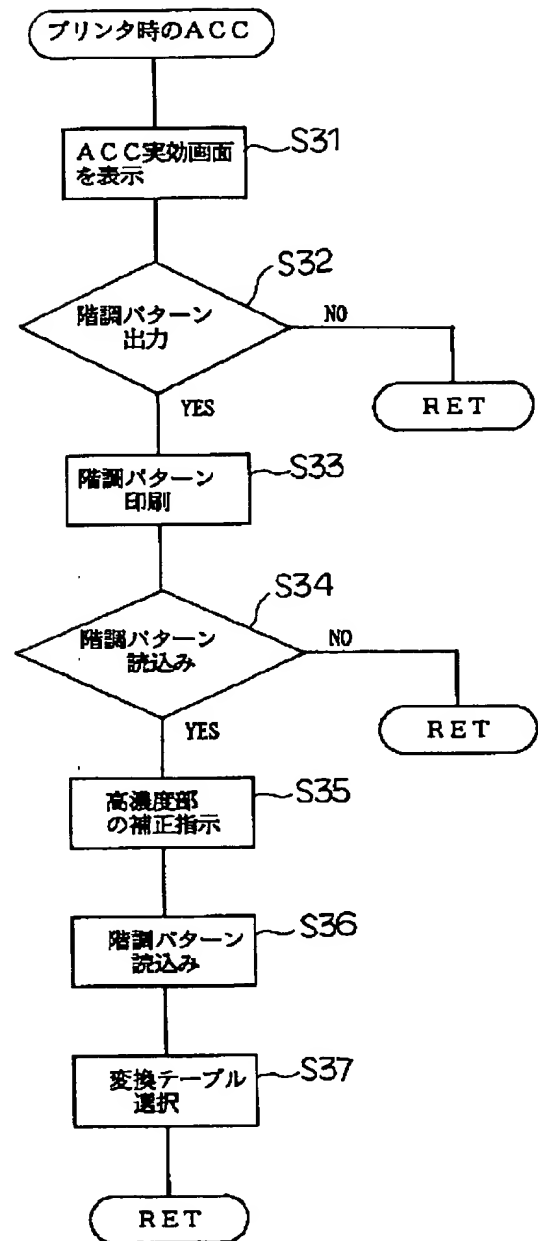 プリンタ時のACC
ACC実効画面
を表示
S31
階調パターン
出力
S32
NO
RET
YES
階調パターン
印刷
S33
階調パターン
読込み
S34
NO
RET
YES
高濃度部
の補正指示
S35
階調パターン
読込み
S36
変換テーブル
選択
S37
RET